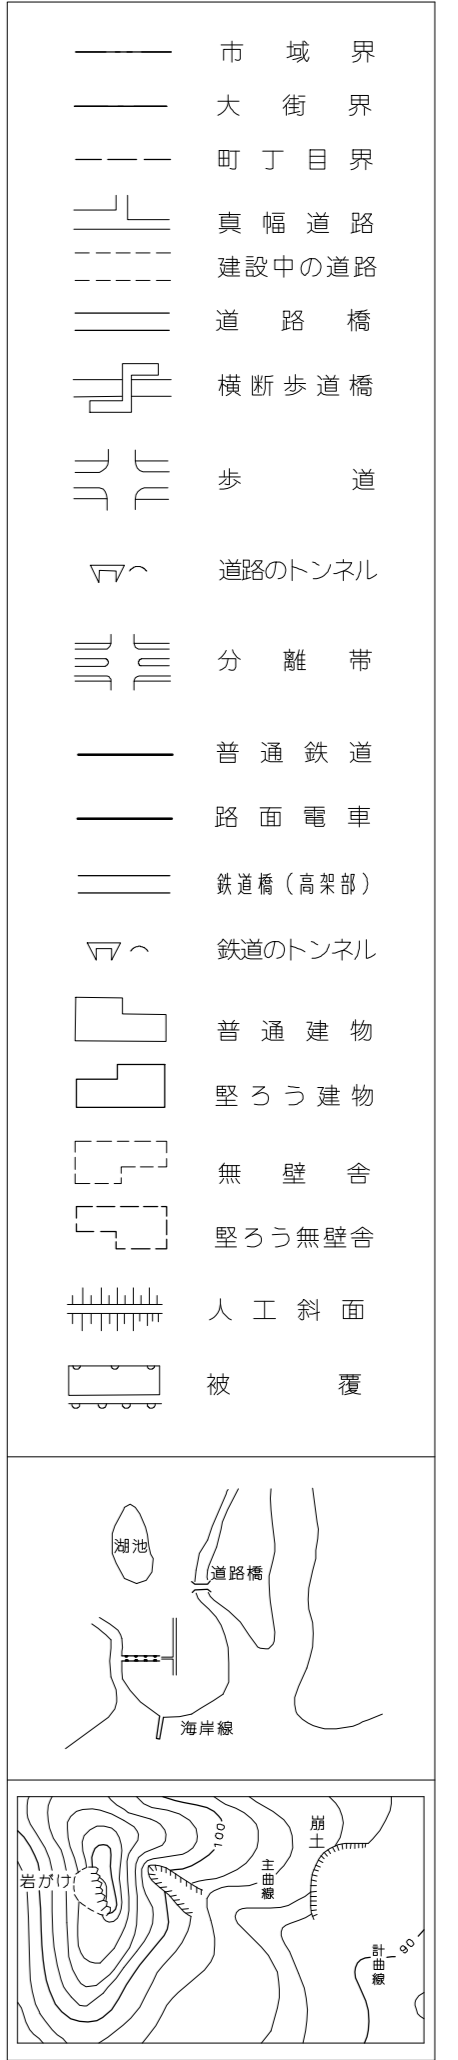 市域界
大街界
町丁目界
真幅道路
建設中の道路
道路橋
横断歩道橋
歩道
道路のトンネル
分離帯
普通鉄道
路面電車
鉄道橋（高架部）
鉄道のトンネル
普通建物
堅ろう建物
無壁舎
堅ろう無壁舎
人工斜面
被覆
湖池
道路橋
海岸線
100
崩土
主曲線
岩がけ
計曲線
90